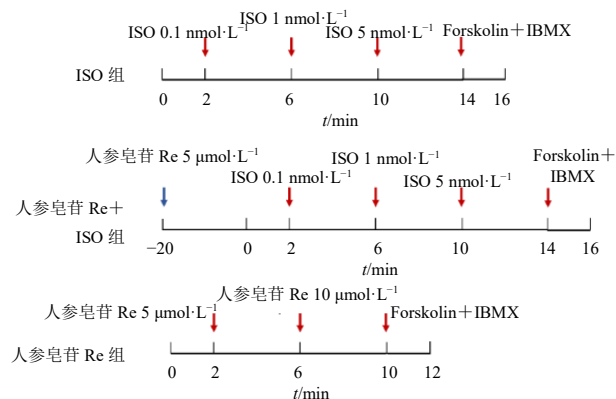 ISO 0.1 nmol·L⁻¹ ISO 1 nmol·L⁻¹ ISO 5 nmol·L⁻¹ Forskolin＋IBMX
ISO 组
0 2 6 10 14 16
t/min
人参皂苷 Re 5 μmol·L⁻¹
ISO 0.1 nmol·L⁻¹ ISO 1 nmol·L⁻¹ ISO 5 nmol·L⁻¹ Forskolin＋
IBMX
人参皂苷 Re＋
ISO 组
−20 0 2 6 10 14 16
t/min
人参皂苷 Re 5 μmol·L⁻¹ 人参皂苷 Re 10 μmol·L⁻¹ Forskolin＋IBMX
人参皂苷 Re 组
0 2 6 10 12
t/min